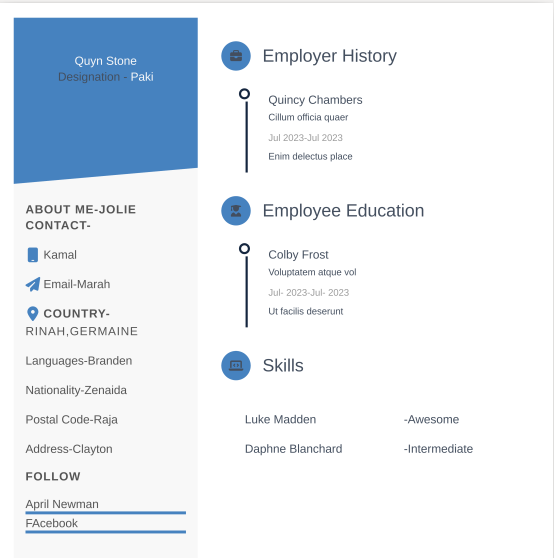 Quyn Stone
Designation - Paki
ABOUT ME-JOLIE
CONTACT-
Kamal
Email-Marah
COUNTRY-
RINAH,GERMAINE
Languages-Branden
Nationality-Zenaida
Postal Code-Raja
Address-Clayton
FOLLOW
April Newman
FAcebook
Employer History
Quincy Chambers
Cillum officia quaer
Jul 2023-Jul 2023
Enim delectus place
Employee Education
Colby Frost
Voluptatem atque vol
Jul- 2023-Jul- 2023
Ut facilis deserunt
Skills
Luke Madden -Awesome
Daphne Blanchard -Intermediate